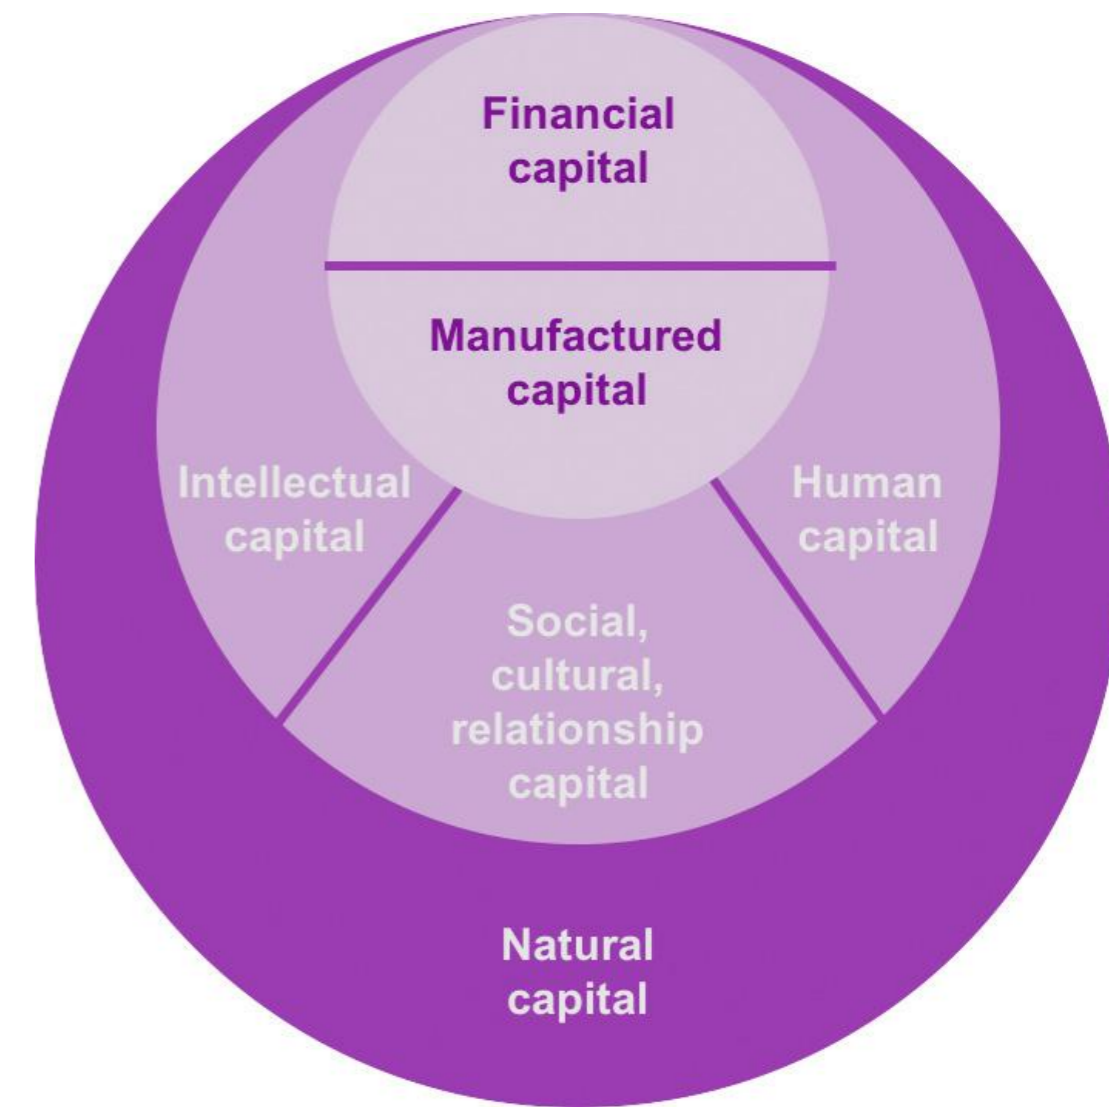 Financial
capital
Manufactured
capital
Intellectual
capital
Human
capital
Social,
cultural,
relationship
capital
Natural
capital